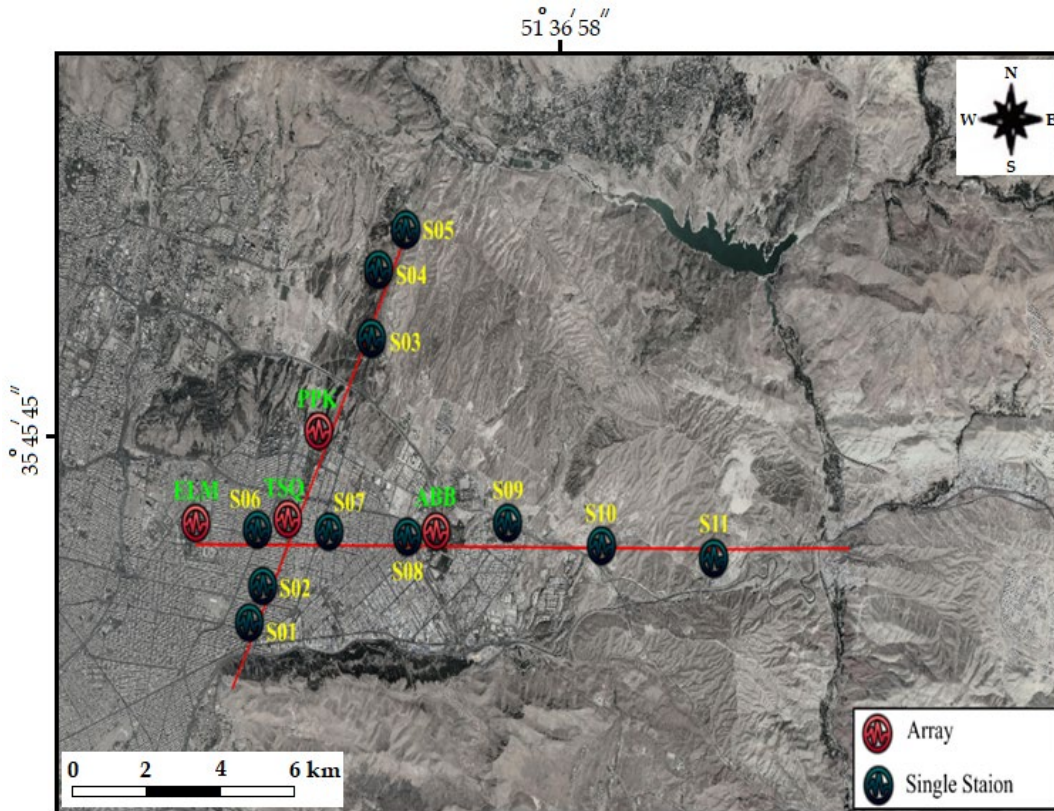 51° 36′ 58″
N
W E
S
S05
S04
S03
PPK
35° 45′ 45″
ELM S06 TSQ S07 ABB S09
S10
S11
S08
S02
S01
Array
Single Staion
0 2 4 6 km